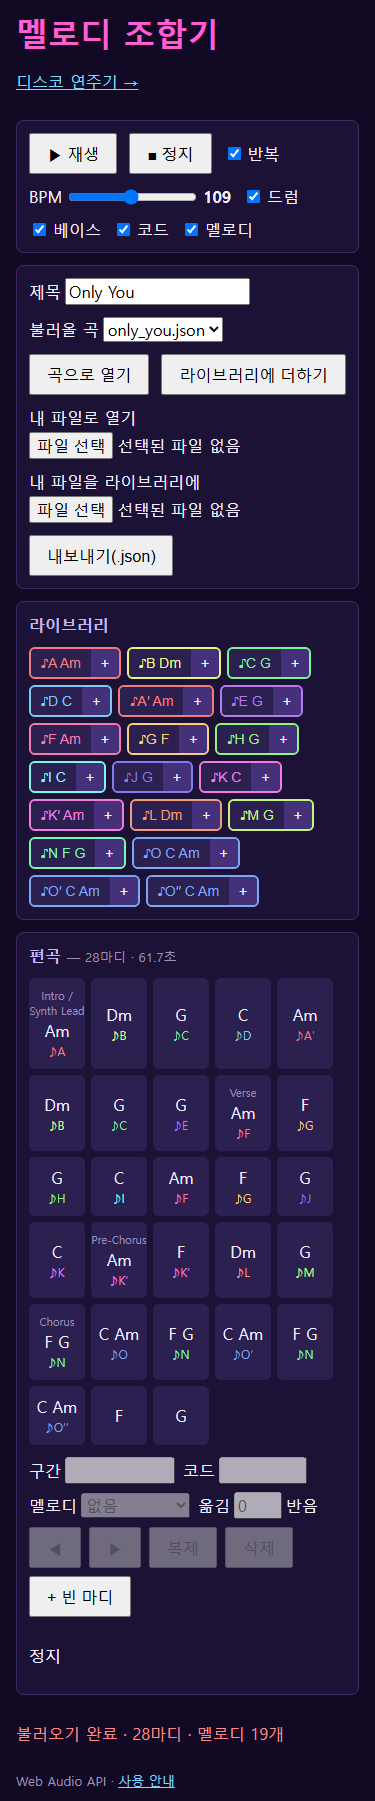 멜로디 조합기
디스코 연주기 →
▶ 재생 ■ 정지 반복
BPM 109 드럼
베이스 코드 멜로디
제목 Only You
불러올 곡 only_you.json
곡으로 열기 라이브러리에 더하기
내 파일로 열기
파일 선택 선택된 파일 없음
내 파일을 라이브러리에
파일 선택 선택된 파일 없음
내보내기(.json)
라이브러리
♪A Am + ♪B Dm + ♪C G +
♪D C + ♪A′ Am + ♪E G +
♪F Am + ♪G F + ♪H G +
♪I C + ♪J G + ♪K C +
♪K′ Am + ♪L Dm + ♪M G +
♪N F G + ♪O C Am +
♪O′ C Am + ♪O″ C Am +
편곡 — 28마디 · 61.7초
Intro /
Synth Lead
Am Dm G C Am
♪A ♪B ♪C ♪D ♪A′
Verse
Dm G G Am F
♪B ♪C ♪E ♪F ♪G
G C Am F G
♪H ♪I ♪F ♪G ♪J
Pre-Chorus
C Am F Dm G
♪K ♪K′ ♪K′ ♪L ♪M
Chorus
F G C Am F G C Am F G
♪N ♪O ♪N ♪O′ ♪N
C Am F G
♪O″
구간 코드
멜로디 없음 옮김 0 반음
◀ ▶ 복제 삭제
+ 빈 마디
정지
불러오기 완료 · 28마디 · 멜로디 19개
Web Audio API · 사용 안내